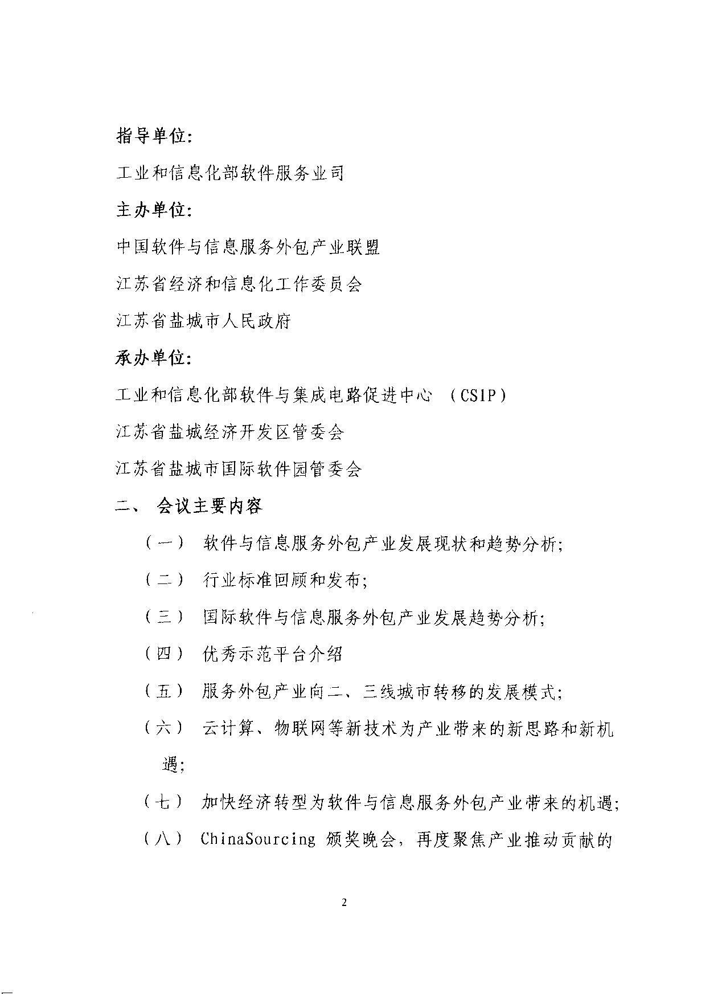 指导单位:
工业和信息化部软件服务业司
主办单位:
中国软件与信息服务外包产业联盟
江苏省经济和信息化工作委员会
江苏省盐城市人民政府
承办单位:
工业和信息化部软件与集成电路促进中心 （CSIP）
江苏省盐城经济开发区管委会
江苏省盐城市国际软件园管委会
二、 会议主要内容
（一） 软件与信息服务外包产业发展现状和趋势分析;
（二） 行业标准回顾和发布;
（三） 国际软件与信息服务外包产业发展趋势分析;
（四） 优秀示范平台介绍
（五） 服务外包产业向二、三线城市转移的发展模式;
（六） 云计算、物联网等新技术为产业带来的新思路和新机
遇;
（七） 加快经济转型为软件与信息服务外包产业带来的机遇;
（八） ChinaSourcing 颁奖晚会，再度聚焦产业推动贡献的
2